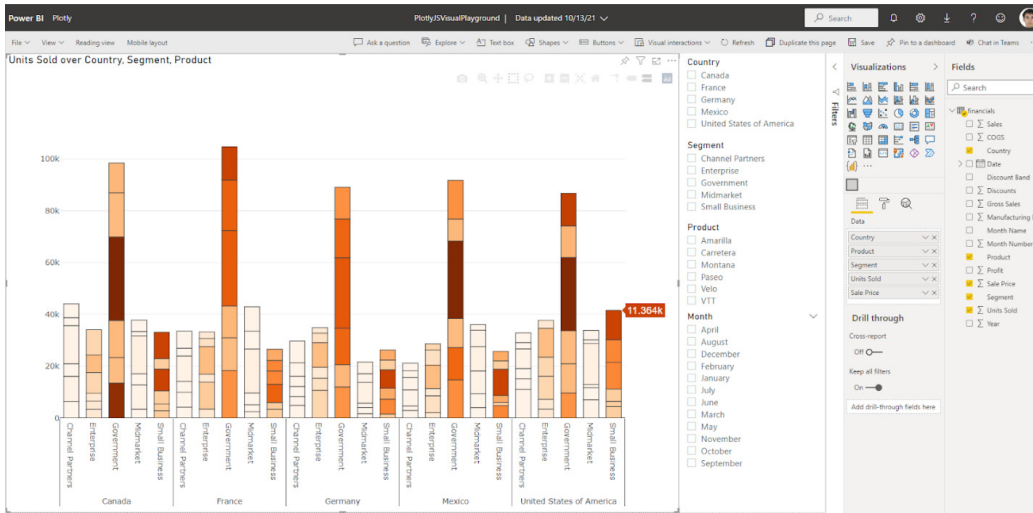 Power BI Plotly PlotlyJSVisualPlayground | Data updated 10/13/21 Search
File View Reading view Mobile layout Ask a question Explore Text box Shapes Buttons Visual interactions Refresh Duplicate this page Save Pin to a dashboard Chat in Teams
Units Sold over Country, Segment, Product
100k
80k
60k
40k
20k
0
11.364k
Channel Partners
Enterprise
Government
Midmarket
Small Business
Channel Partners
Enterprise
Government
Midmarket
Small Business
Channel Partners
Enterprise
Government
Midmarket
Small Business
Channel Partners
Enterprise
Government
Midmarket
Small Business
Channel Partners
Enterprise
Government
Midmarket
Small Business
Canada France Germany Mexico United States of America
Country
Canada
France
Germany
Mexico
United States of America
Segment
Channel Partners
Enterprise
Government
Midmarket
Small Business
Product
Amarilla
Carretera
Montana
Paseo
Velo
VTT
Month
April
August
December
February
January
July
June
March
May
November
October
September
Filters
Visualizations
Data
Country
Product
Segment
Units Sold
Sale Price
Drill through
Cross-report
Off
Keep all filters
On
Add drill-through fields here
Fields
Search
financials
Sales
COGS
Country
Date
Discount Band
Discounts
Gross Sales
Manufacturing
Month Name
Month Number
Product
Profit
Sale Price
Segment
Units Sold
Year